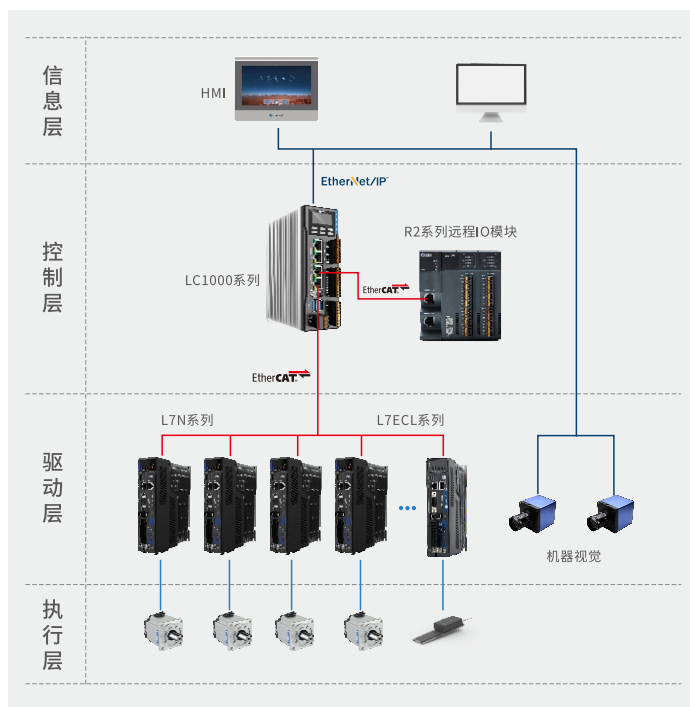 信息层
HMI
EtherNet/IP
控制层
R2系列远程IO模块
LC1000系列
EtherCAT
EtherCAT
L7N系列
L7ECL系列
驱动层
机器视觉
执行层